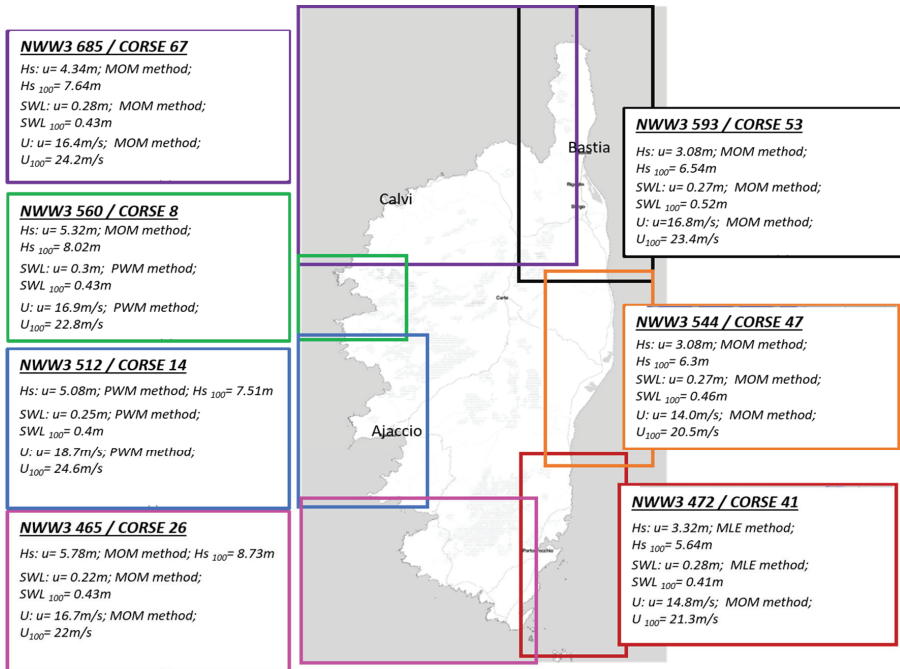 NWW3 685 / CORSE 67
Hs: u= 4.34m; MOM method;
Hs 100= 7.64m
SWL: u= 0.28m; MOM method;
SWL 100= 0.43m
U: u= 16.4m/s; MOM method;
U100= 24.2m/s
NWW3 560 / CORSE 8
Hs: u= 5.32m; MOM method;
Hs 100= 8.02m
SWL: u= 0.3m; PWM method;
SWL 100= 0.43m
U: u= 16.9m/s; PWM method;
U100= 22.8m/s
NWW3 512 / CORSE 14
Hs: u= 5.08m; PWM method; Hs 100= 7.51m
SWL: u= 0.25m; PWM method;
SWL 100= 0.4m
U: u= 18.7m/s; PWM method;
U100= 24.6m/s
NWW3 465 / CORSE 26
Hs: u= 5.78m; MOM method; Hs 100= 8.73m
SWL: u= 0.22m; MOM method;
SWL 100= 0.43m
U: u= 16.7m/s; MOM method;
U100= 22m/s
Bastia
Calvi
Corte
Ajaccio
NWW3 593 / CORSE 53
Hs: u= 3.08m; MOM method;
Hs 100= 6.54m
SWL: u= 0.27m; MOM method;
SWL 100= 0.52m
U: u=16.8m/s; MOM method;
U100= 23.4m/s
NWW3 544 / CORSE 47
Hs: u= 3.08m; MOM method;
Hs 100= 6.3m
SWL: u= 0.27m; MOM method;
SWL 100= 0.46m
U: u= 14.0m/s; MOM method;
U100= 20.5m/s
NWW3 472 / CORSE 41
Hs: u= 3.32m; MLE method;
Hs 100= 5.64m
SWL: u= 0.28m; MLE method;
SWL 100= 0.41m
U: u= 14.8m/s; MOM method;
U 100= 21.3m/s